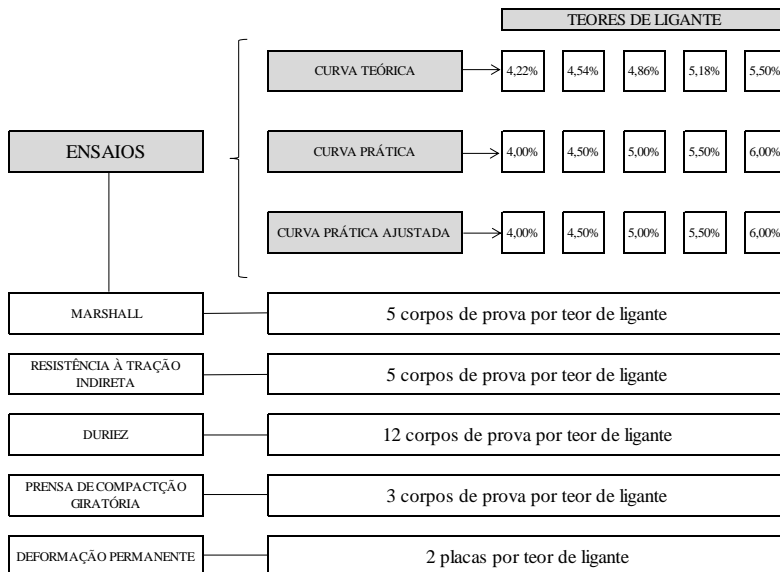 TEORES DE LIGANTE
CURVA TEÓRICA
4,22% 4,54% 4,86% 5,18% 5,50%
ENSAIOS
CURVA PRÁTICA
4,00% 4,50% 5,00% 5,50% 6,00%
CURVA PRÁTICA AJUSTADA
4,00% 4,50% 5,00% 5,50% 6,00%
MARSHALL
5 corpos de prova por teor de ligante
RESISTÊNCIA À TRAÇÃO
INDIRETA
5 corpos de prova por teor de ligante
DURIEZ
12 corpos de prova por teor de ligante
PRENSA DE COMPACTÇÃO
GIRATÓRIA
3 corpos de prova por teor de ligante
DEFORMAÇÃO PERMANENTE
2 placas por teor de ligante